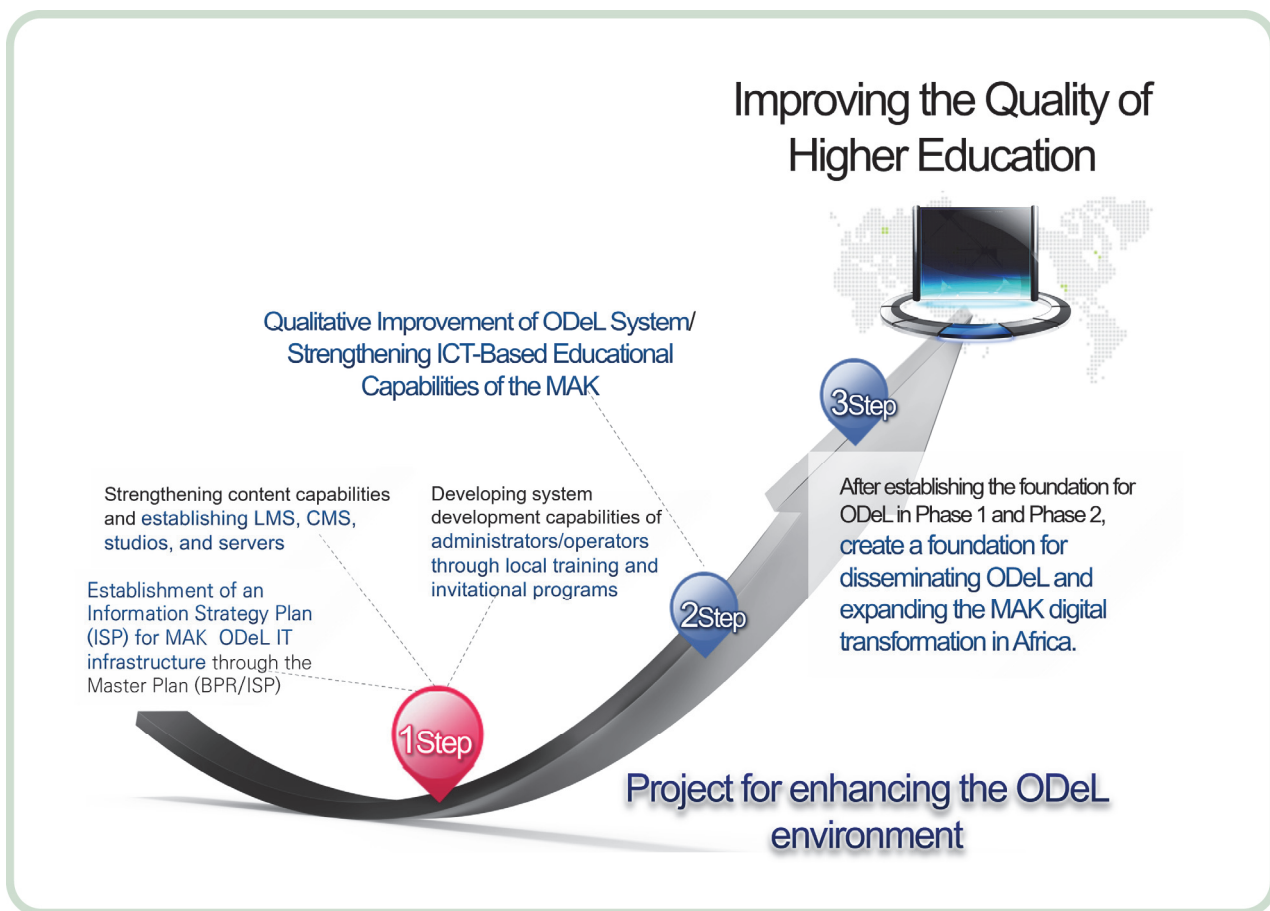 Improving the Quality of
Higher Education
Qualitative Improvement of ODeL System/
Strengthening ICT-Based Educational
Capabilities of the MAK
3Step
Strengthening content capabilities
and establishing LMS, CMS,
studios, and servers
Developing system
development capabilities of
administrators/operators
through local training and
invitational programs
After establishing the foundation for
ODeL in Phase 1 and Phase 2,
create a foundation for
disseminating ODeL and
expanding the MAK digital
transformation in Africa.
Establishment of an
Information Strategy Plan
(ISP) for MAK ODeL IT
infrastructure through the
Master Plan (BPR/ISP)
2Step
1Step
Project for enhancing the ODeL
environment